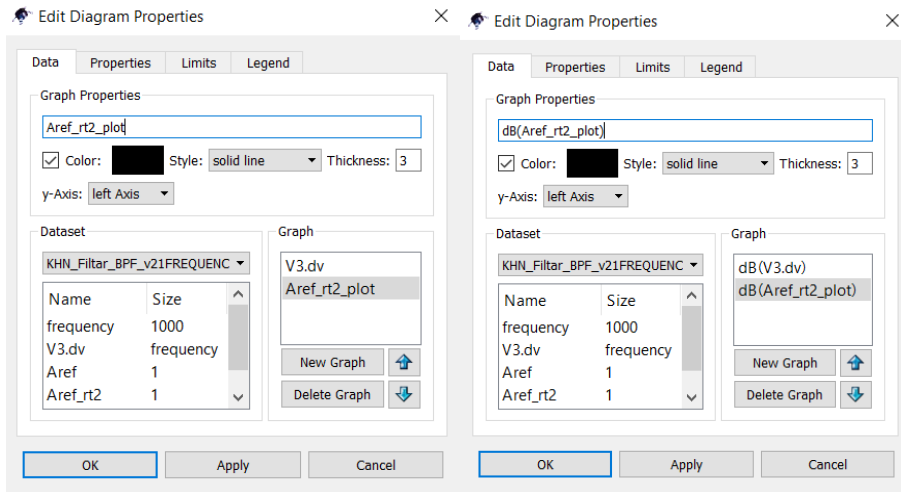 Edit Diagram Properties
Data Properties Limits Legend
Graph Properties
Aref_rt2_plot
Color: Style: solid line Thickness: 3
y-Axis: left Axis
Dataset
KHN_Filtar_BPF_v21FREQUENC
Name Size
frequency 1000
V3.dv frequency
Aref 1
Aref_rt2 1
Graph
V3.dv
Aref_rt2_plot
New Graph
Delete Graph
OK Apply Cancel
Edit Diagram Properties
Data Properties Limits Legend
Graph Properties
dB(Aref_rt2_plot)
Color: Style: solid line Thickness: 3
y-Axis: left Axis
Dataset
KHN_Filtar_BPF_v21FREQUENC
Name Size
frequency 1000
V3.dv frequency
Aref 1
Aref_rt2 1
Graph
dB(V3.dv)
dB(Aref_rt2_plot)
New Graph
Delete Graph
OK Apply Cancel